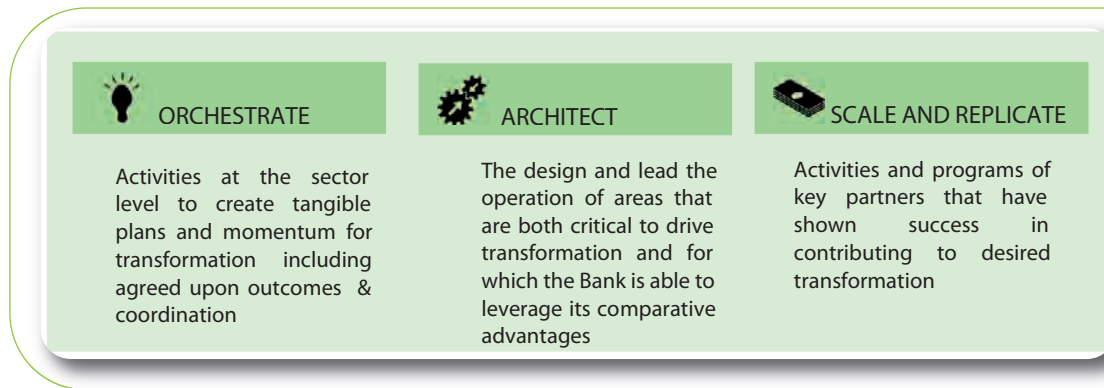 ORCHESTRATE
Activities at the sector
level to create tangible
plans and momentum for
transformation including
agreed upon outcomes &
coordination
ARCHITECT
The design and lead the
operation of areas that
are both critical to drive
transformation and for
which the Bank is able to
leverage its comparative
advantages
SCALE AND REPLICATE
Activities and programs of
key partners that have
shown success in
contributing to desired
transformation